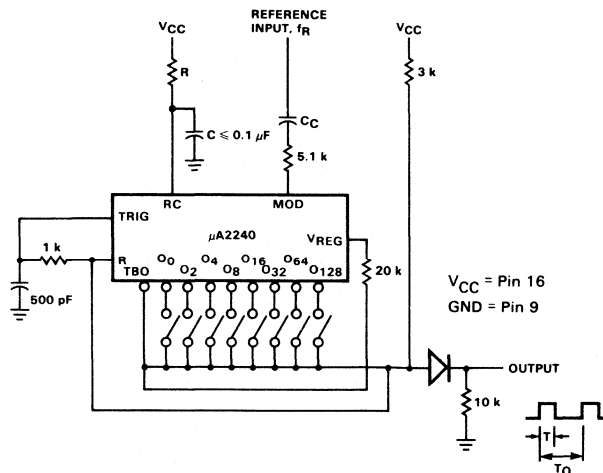 REFERENCE
INPUT, fR
VCC
VCC
R
3 k
CC
C ≤ 0.1 µF
5.1 k
RC
MOD
TRIG
µA2240
VREG
1 k
R
O0 O2 O4 O8 O16 O32 O64 O128
TBO
20 k
500 pF
VCC = Pin 16
GND = Pin 9
OUTPUT
10 k
T
TO